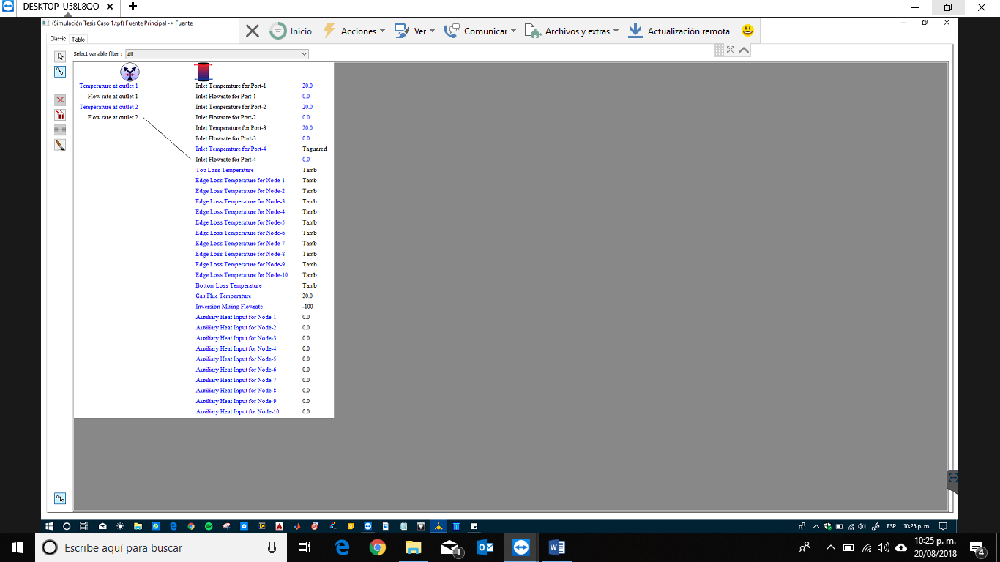 DESKTOP-U58L8QO
(Simulación Tesis Caso 1.tpf) Fuente Principal -> Fuente
Inicio
Acciones
Ver
Comunicar
Archivos y extras
Actualización remota
Classic
Table
Select variable filter :
All
Temperature at outlet 1
Flow rate at outlet 1
Temperature at outlet 2
Flow rate at outlet 2
Inlet Temperature for Port-1 20.0
Inlet Flowrate for Port-1 0.0
Inlet Temperature for Port-2 20.0
Inlet Flowrate for Port-2 0.0
Inlet Temperature for Port-3 20.0
Inlet Flowrate for Port-3 0.0
Inlet Temperature for Port-4 Taguared
Inlet Flowrate for Port-4 0.0
Top Loss Temperature Tamb
Edge Loss Temperature for Node-1 Tamb
Edge Loss Temperature for Node-2 Tamb
Edge Loss Temperature for Node-3 Tamb
Edge Loss Temperature for Node-4 Tamb
Edge Loss Temperature for Node-5 Tamb
Edge Loss Temperature for Node-6 Tamb
Edge Loss Temperature for Node-7 Tamb
Edge Loss Temperature for Node-8 Tamb
Edge Loss Temperature for Node-9 Tamb
Edge Loss Temperature for Node-10 Tamb
Bottom Loss Temperature Tamb
Gas Flue Temperature 20.0
Inversion Mixing Flowrate -100
Auxiliary Heat Input for Node-1 0.0
Auxiliary Heat Input for Node-2 0.0
Auxiliary Heat Input for Node-3 0.0
Auxiliary Heat Input for Node-4 0.0
Auxiliary Heat Input for Node-5 0.0
Auxiliary Heat Input for Node-6 0.0
Auxiliary Heat Input for Node-7 0.0
Auxiliary Heat Input for Node-8 0.0
Auxiliary Heat Input for Node-9 0.0
Auxiliary Heat Input for Node-10 0.0
ESP 10:25 p. m.
Escribe aquí para buscar
1
10:25 p. m.
20/08/2018
4